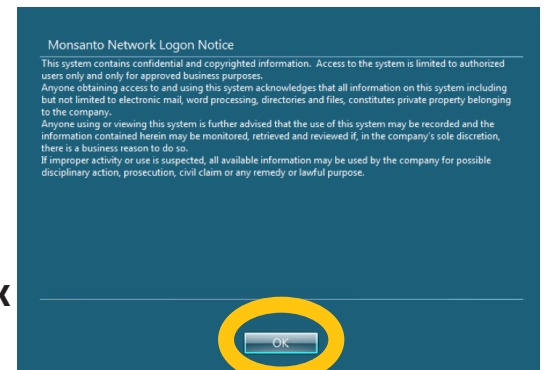 Monsanto Network Logon Notice
This system contains confidential and copyrighted information.  Access to the system is limited to authorized
users only and only for approved business purposes.
Anyone obtaining access to and using this system acknowledges that all information on this system including
but not limited to electronic mail, word processing, directories and files, constitutes private property belonging
to the company.
Anyone using or viewing this system is further advised that the use of this system may be recorded and the
information contained herein may be monitored, retrieved and reviewed if, in the company's sole discretion,
there is a business reason to do so.
If improper activity or use is suspected, all available information may be used by the company for possible
disciplinary action, prosecution, civil claim or any remedy or lawful purpose.
OK